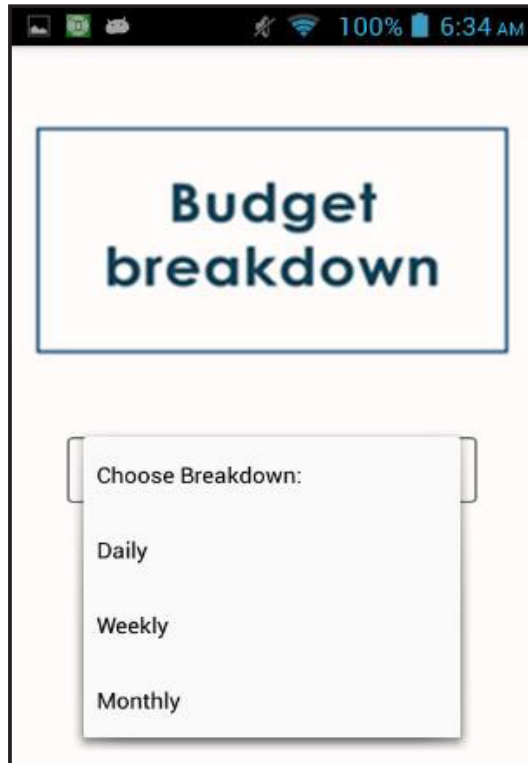 100% 6:34 AM
Budget
breakdown
Choose Breakdown:
Daily
Weekly
Monthly